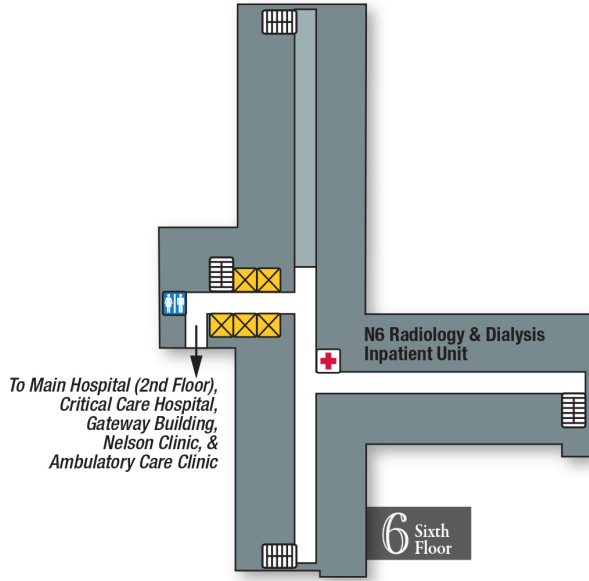 N6 Radiology & Dialysis
Inpatient Unit
To Main Hospital (2nd Floor),
Critical Care Hospital,
Gateway Building,
Nelson Clinic, &
Ambulatory Care Clinic
6 Sixth
Floor